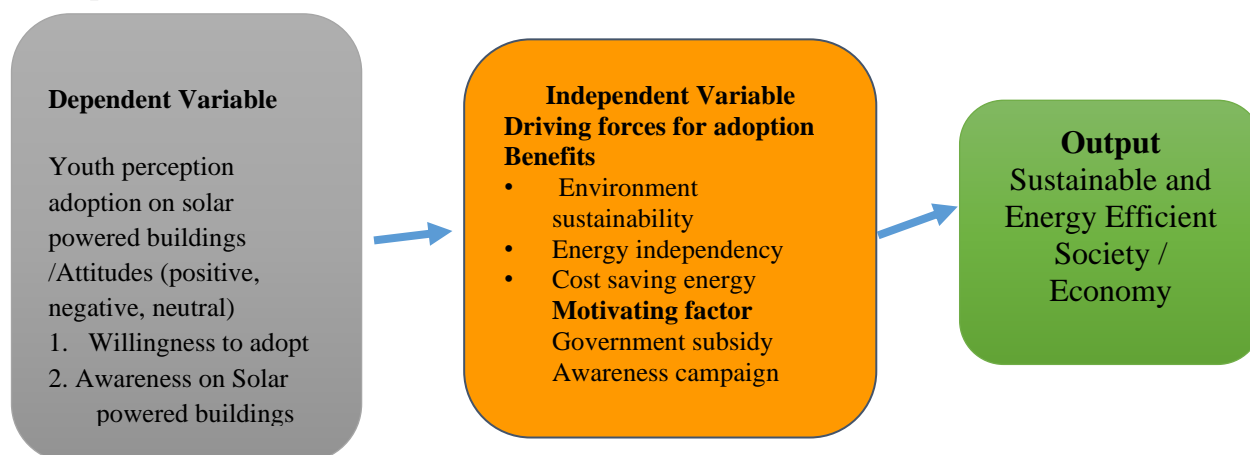 Dependent Variable
Youth perception
adoption on solar
powered buildings
/Attitudes (positive,
negative, neutral)
1. Willingness to adopt
2. Awareness on Solar
powered buildings
Independent Variable
Driving forces for adoption
Benefits
• Environment
sustainability
• Energy independency
• Cost saving energy
Motivating factor
Government subsidy
Awareness campaign
Output
Sustainable and
Energy Efficient
Society /
Economy